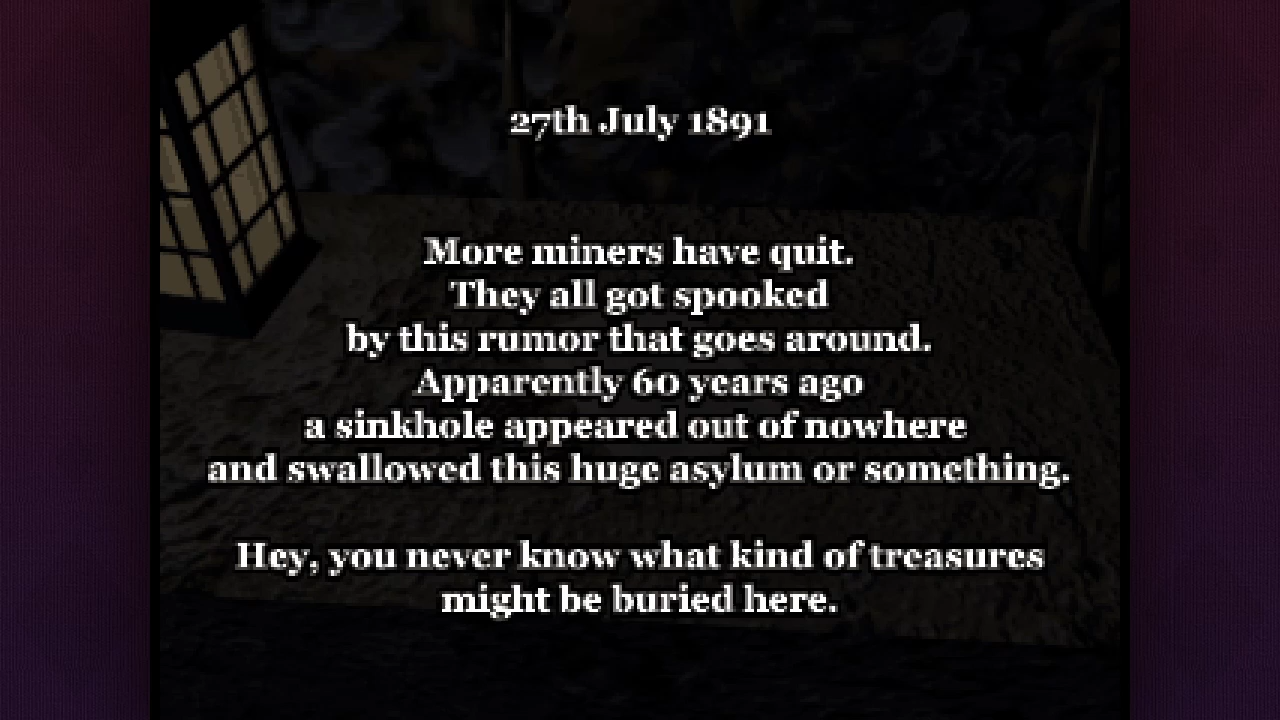 27th July 1891
More miners have quit.
They all got spooked
by this rumor that goes around.
Apparently 60 years ago
a sinkhole appeared out of nowhere
and swallowed this huge asylum or something.
Hey, you never know what kind of treasures
might be buried here.